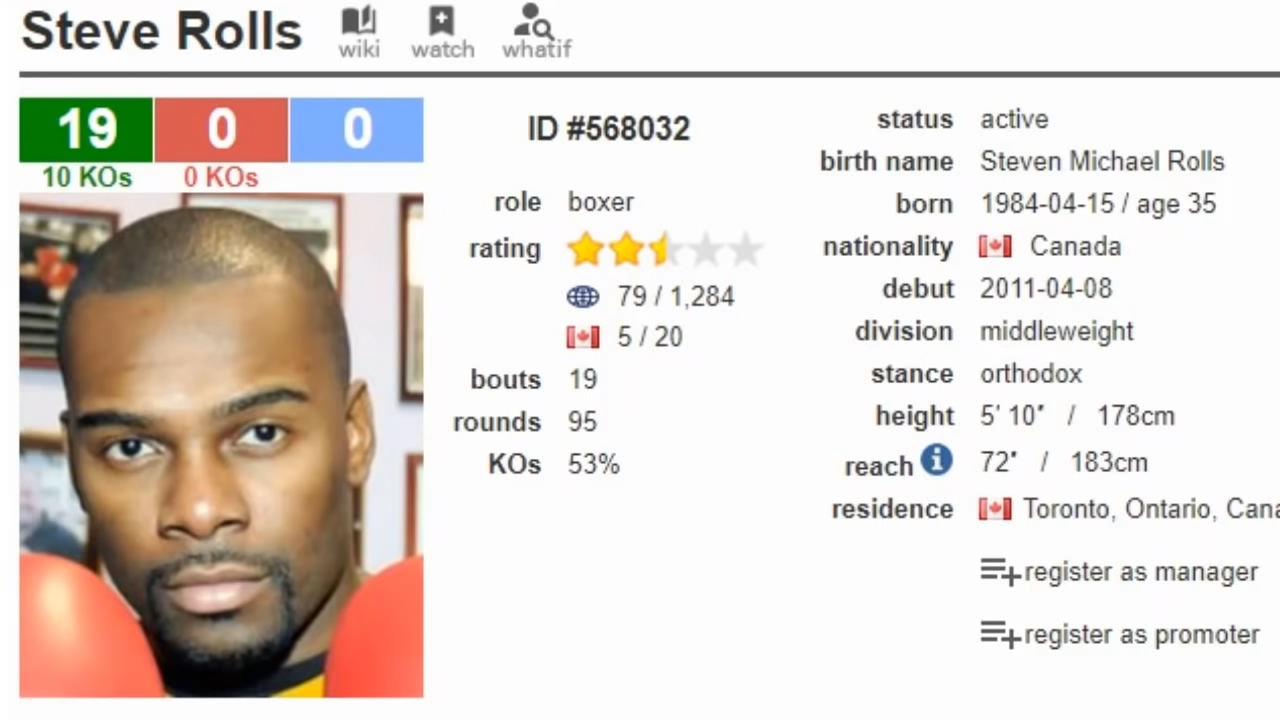 Steve Rolls
wiki watch whatif
19 0 0
10 KOs 0 KOs
ID #568032
role boxer
rating
79 / 1,284
5 / 20
bouts 19
rounds 95
KOs 53%
status active
birth name Steven Michael Rolls
born 1984-04-15 / age 35
nationality Canada
debut 2011-04-08
division middleweight
stance orthodox
height 5' 10" / 178cm
reach i 72" / 183cm
residence Toronto, Ontario, Cana
register as manager
register as promoter